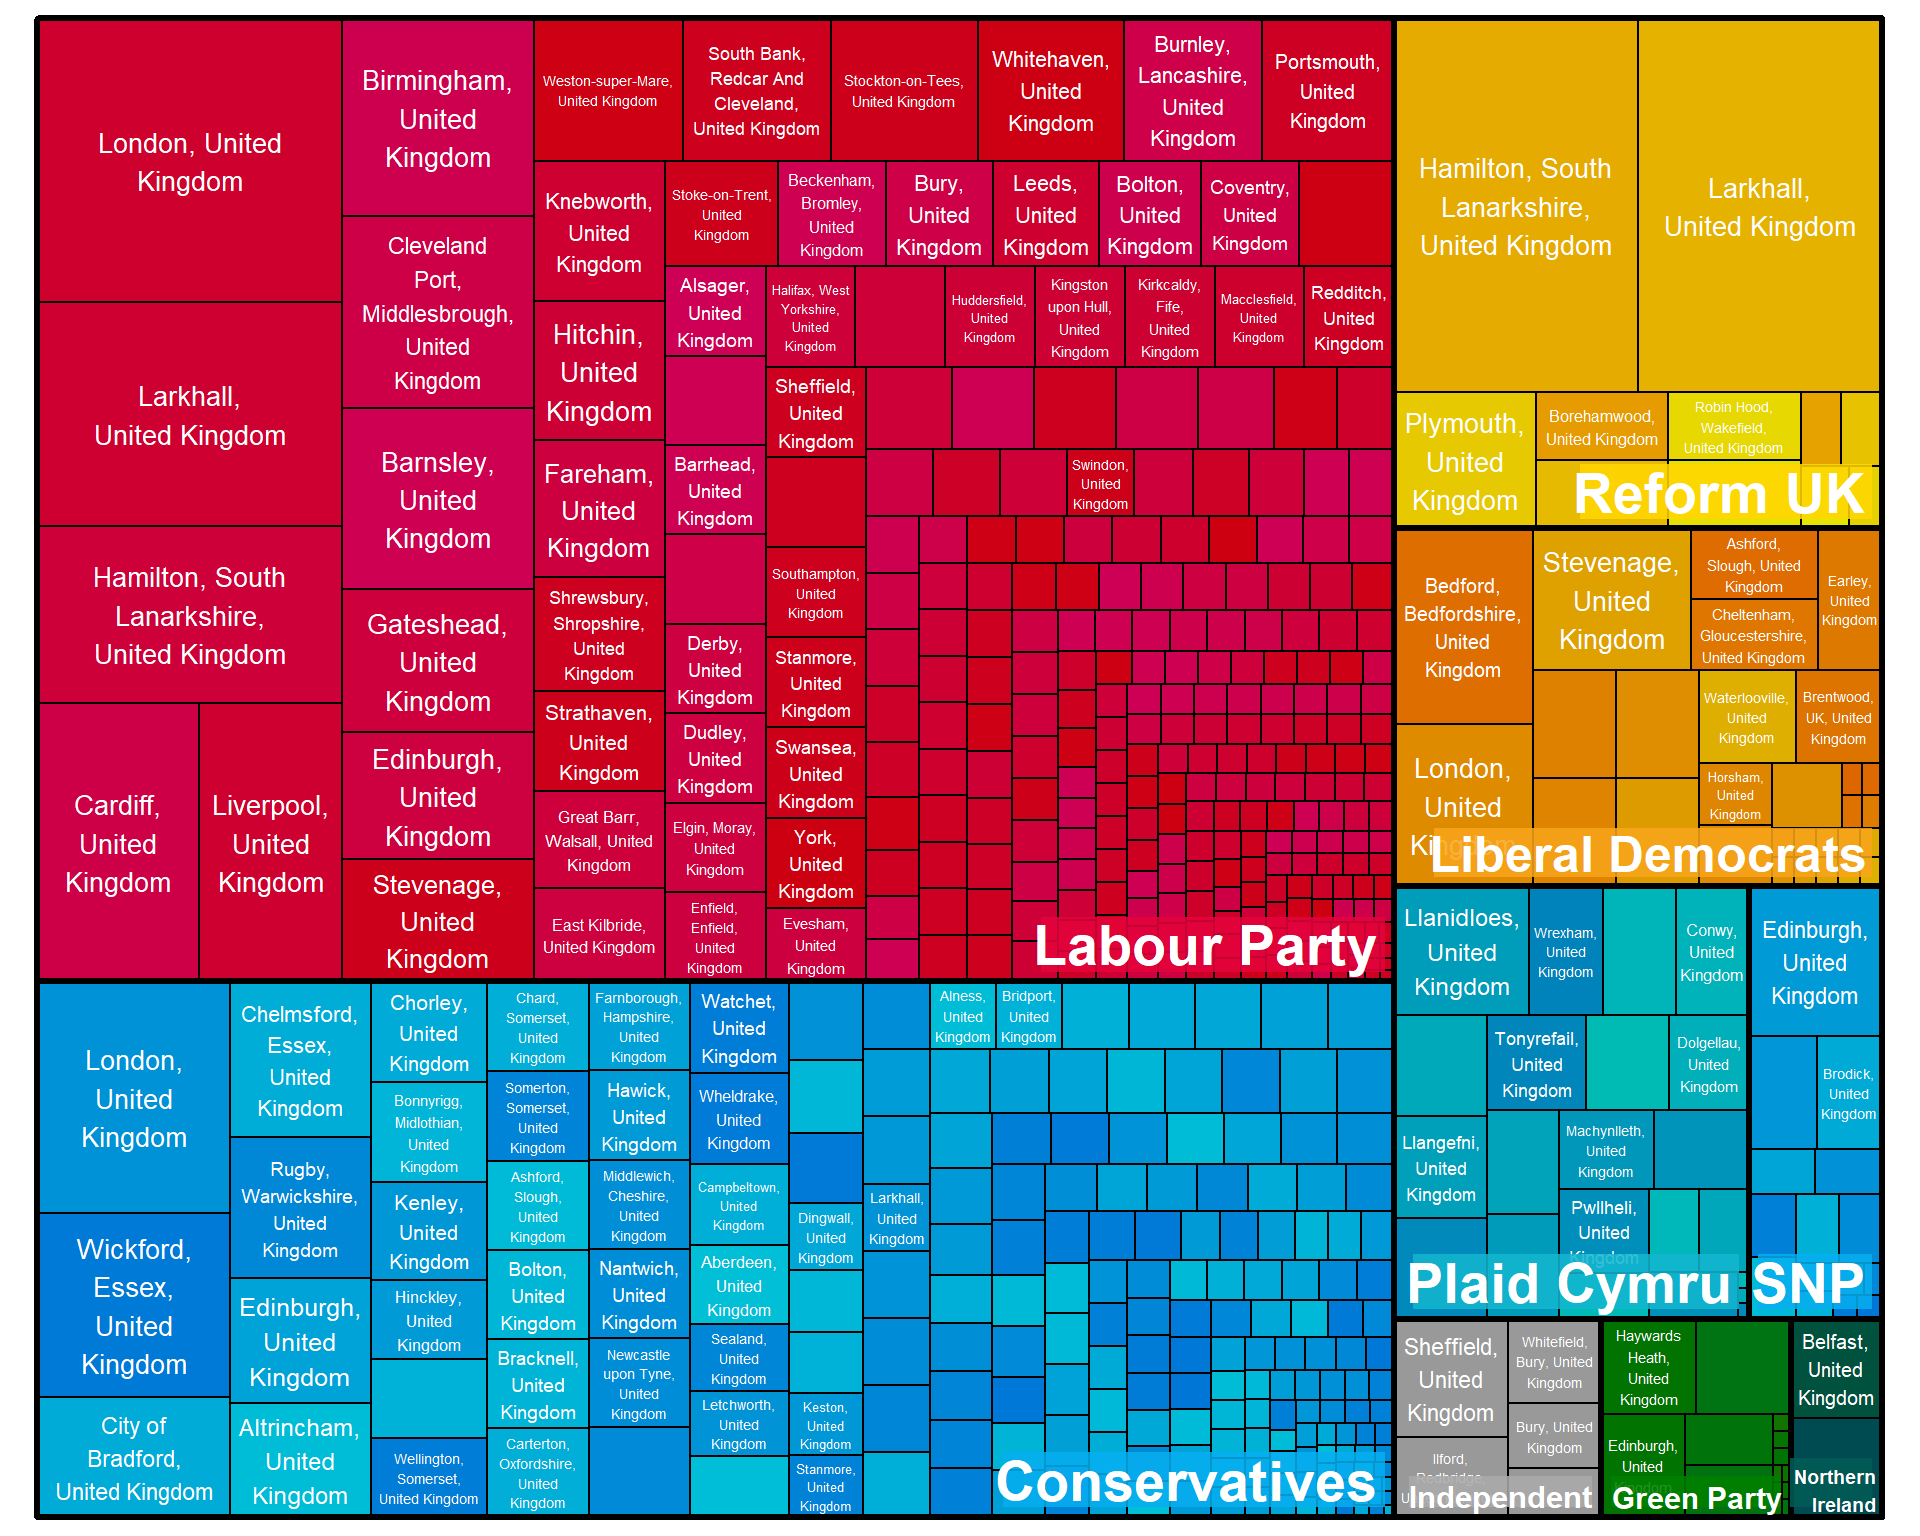 London, United
Kingdom
Larkhall,
United Kingdom
Hamilton, South
Lanarkshire,
United Kingdom
Cardiff,
United
Kingdom
Liverpool,
United
Kingdom
Birmingham,
United
Kingdom
Cleveland
Port,
Middlesbrough,
United
Kingdom
Barnsley,
United
Kingdom
Gateshead,
United
Kingdom
Edinburgh,
United
Kingdom
Stevenage,
United
Kingdom
Weston-super-Mare,
United Kingdom
South Bank,
Redcar And
Cleveland,
United Kingdom
Stockton-on-Tees,
United Kingdom
Whitehaven,
United
Kingdom
Burnley,
Lancashire,
United
Kingdom
Portsmouth,
United
Kingdom
Knebworth,
United
Kingdom
Hitchin,
United
Kingdom
Fareham,
United
Kingdom
Shrewsbury,
Shropshire,
United
Kingdom
Strathaven,
United
Kingdom
Great Barr,
Walsall, United
Kingdom
East Kilbride,
United Kingdom
Stoke-on-Trent,
United
Kingdom
Beckenham,
Bromley,
United
Kingdom
Bury,
United
Kingdom
Leeds,
United
Kingdom
Bolton,
United
Kingdom
Coventry,
United
Kingdom
Alsager,
United
Kingdom
Barrhead,
United
Kingdom
Derby,
United
Kingdom
Dudley,
United
Kingdom
Elgin, Moray,
United
Kingdom
Enfield,
Enfield,
United
Kingdom
Halifax, West
Yorkshire,
United
Kingdom
Huddersfield,
United
Kingdom
Kingston
upon Hull,
United
Kingdom
Kirkcaldy,
Fife,
United
Kingdom
Macclesfield,
United
Kingdom
Redditch,
United
Kingdom
Sheffield,
United
Kingdom
Southampton,
United
Kingdom
Stanmore,
United
Kingdom
Swansea,
United
Kingdom
York,
United
Kingdom
Evesham,
United
Kingdom
Swindon,
United
Kingdom
Labour Party
Hamilton, South
Lanarkshire,
United Kingdom
Larkhall,
United Kingdom
Plymouth,
United
Kingdom
Borehamwood,
United Kingdom
Robin Hood,
Wakefield,
United Kingdom
Reform UK
Bedford,
Bedfordshire,
United
Kingdom
London,
United
Kingdom
Stevenage,
United
Kingdom
Ashford,
Slough, United
Kingdom
Cheltenham,
Gloucestershire,
United Kingdom
Earley,
United
Kingdom
Waterlooville,
United
Kingdom
Brentwood,
UK, United
Kingdom
Horsham,
United
Kingdom
Liberal Democrats
London,
United
Kingdom
Wickford,
Essex,
United
Kingdom
City of
Bradford,
United Kingdom
Chelmsford,
Essex,
United
Kingdom
Rugby,
Warwickshire,
United
Kingdom
Edinburgh,
United
Kingdom
Altrincham,
United
Kingdom
Chorley,
United
Kingdom
Bonnyrigg,
Midlothian,
United
Kingdom
Kenley,
United
Kingdom
Hinckley,
United
Kingdom
Wellington,
Somerset,
United Kingdom
Chard,
Somerset,
United
Kingdom
Somerton,
Somerset,
United
Kingdom
Ashford,
Slough,
United
Kingdom
Bolton,
United
Kingdom
Bracknell,
United
Kingdom
Carterton,
Oxfordshire,
United
Kingdom
Farnborough,
Hampshire,
United
Kingdom
Hawick,
United
Kingdom
Middlewich,
Cheshire,
United
Kingdom
Nantwich,
United
Kingdom
Newcastle
upon Tyne,
United
Kingdom
Watchet,
United
Kingdom
Wheldrake,
United
Kingdom
Campbeltown,
United
Kingdom
Aberdeen,
United
Kingdom
Sealand,
United
Kingdom
Letchworth,
United
Kingdom
Dingwall,
United
Kingdom
Keston,
United
Kingdom
Stanmore,
United
Kingdom
Larkhall,
United
Kingdom
Alness,
United
Kingdom
Bridport,
United
Kingdom
Conservatives
Llanidloes,
United
Kingdom
Wrexham,
United
Kingdom
Conwy,
United
Kingdom
Tonyrefail,
United
Kingdom
Dolgellau,
United
Kingdom
Llangefni,
United
Kingdom
Machynlleth,
United
Kingdom
Pwllheli,
United
Kingdom
Plaid Cymru
Edinburgh,
United
Kingdom
Brodick,
United
Kingdom
SNP
Sheffield,
United
Kingdom
Whitefield,
Bury, United
Kingdom
Bury, United
Kingdom
Ilford,
Redbridge,
Independent
Haywards
Heath,
United
Kingdom
Edinburgh,
United
Kingdom
Green Party
Belfast,
United
Kingdom
Northern
Ireland